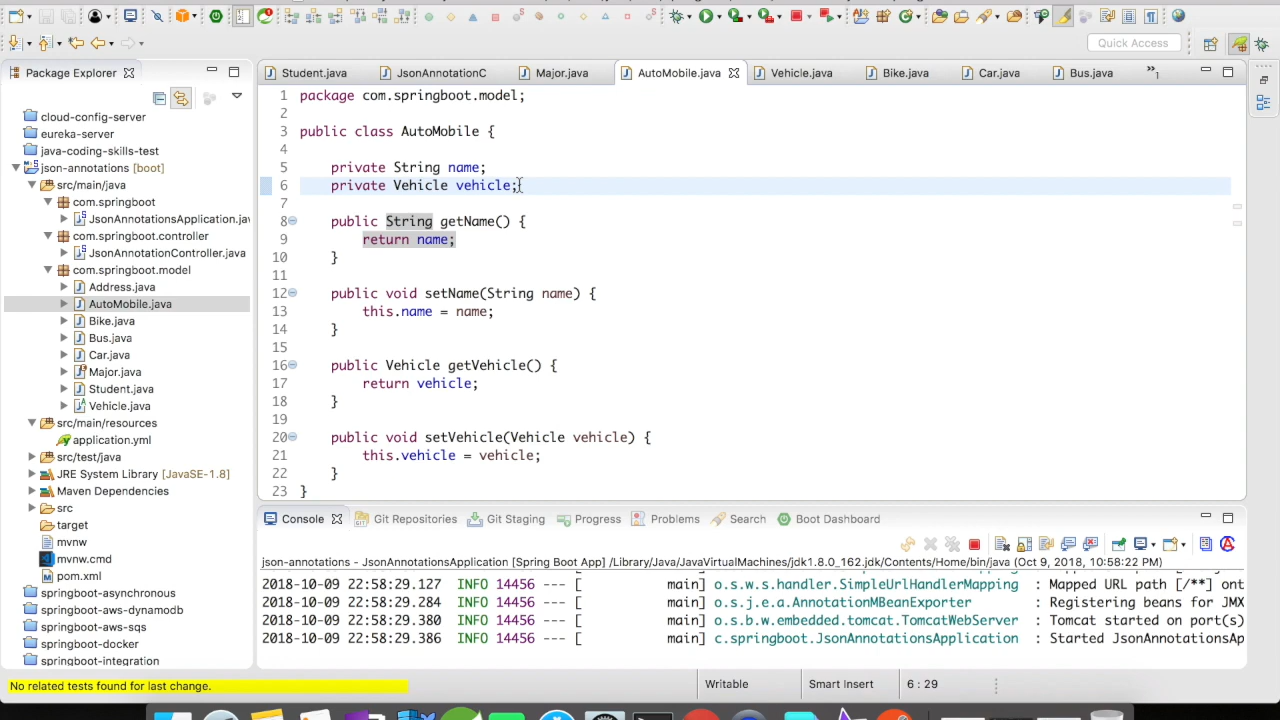 Quick Access
Package Explorer
Student.java
JsonAnnotationC
Major.java
AutoMobile.java
Vehicle.java
Bike.java
Car.java
Bus.java
»1
cloud-config-server
eureka-server
java-coding-skills-test
json-annotations [boot]
src/main/java
com.springboot
JsonAnnotationsApplication.jav
com.springboot.controller
JsonAnnotationController.java
com.springboot.model
Address.java
AutoMobile.java
Bike.java
Bus.java
Car.java
Major.java
Student.java
Vehicle.java
src/main/resources
application.yml
src/test/java
JRE System Library [JavaSE-1.8]
Maven Dependencies
src
target
mvnw
mvnw.cmd
pom.xml
springboot-asynchronous
springboot-aws-dynamodb
springboot-aws-sqs
springboot-docker
springboot-integration
1 package com.springboot.model;
2
3 public class AutoMobile {
4
5 private String name;
6 private Vehicle vehicle;
7
8 public String getName() {
9 return name;
10 }
11
12 public void setName(String name) {
13 this.name = name;
14 }
15
16 public Vehicle getVehicle() {
17 return vehicle;
18 }
19
20 public void setVehicle(Vehicle vehicle) {
21 this.vehicle = vehicle;
22 }
23 }
Console
Git Repositories
Git Staging
Progress
Problems
Search
Boot Dashboard
json-annotations - JsonAnnotationsApplication [Spring Boot App] /Library/Java/JavaVirtualMachines/jdk1.8.0_162.jdk/Contents/Home/bin/java (Oct 9, 2018, 10:58:22 PM)
2018-10-09 22:58:29.127 INFO 14456 --- [ main] o.s.w.s.handler.SimpleUrlHandlerMapping : Mapped URL path [/**] ont
2018-10-09 22:58:29.284 INFO 14456 --- [ main] o.s.j.e.a.AnnotationMBeanExporter : Registering beans for JMX
2018-10-09 22:58:29.380 INFO 14456 --- [ main] o.s.b.w.embedded.tomcat.TomcatWebServer : Tomcat started on port(s)
2018-10-09 22:58:29.386 INFO 14456 --- [ main] c.springboot.JsonAnnotationsApplication : Started JsonAnnotationsAp
No related tests found for last change.
Writable
Smart Insert
6 : 29